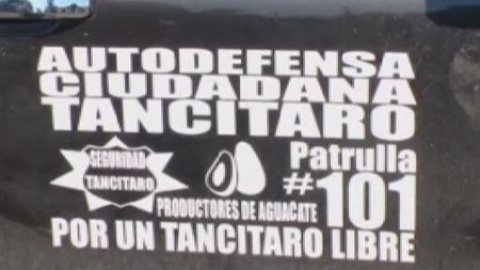 AUTODEFENSA
CIUDADANA
TANCITARO
SEGURIDAD
TANCITARO
PRODUCTORES DE AGUACATE
Patrulla
#101
POR UN TANCITARO LIBRE